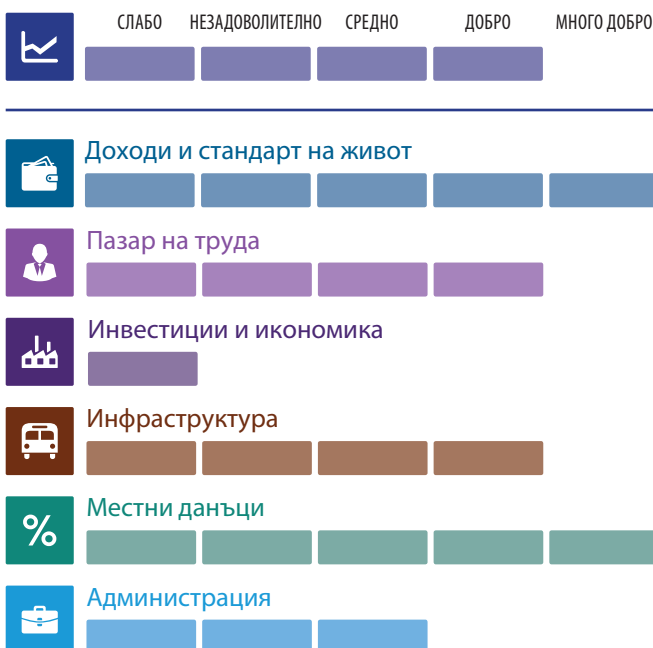 СЛАБО НЕЗАДОВОЛИТЕЛНО СРЕДНО ДОБРО МНОГО ДОБРО
Доходи и стандарт на живот
Пазар на труда
Инвестиции и икономика
Инфраструктура
Местни данъци
%
Администрация